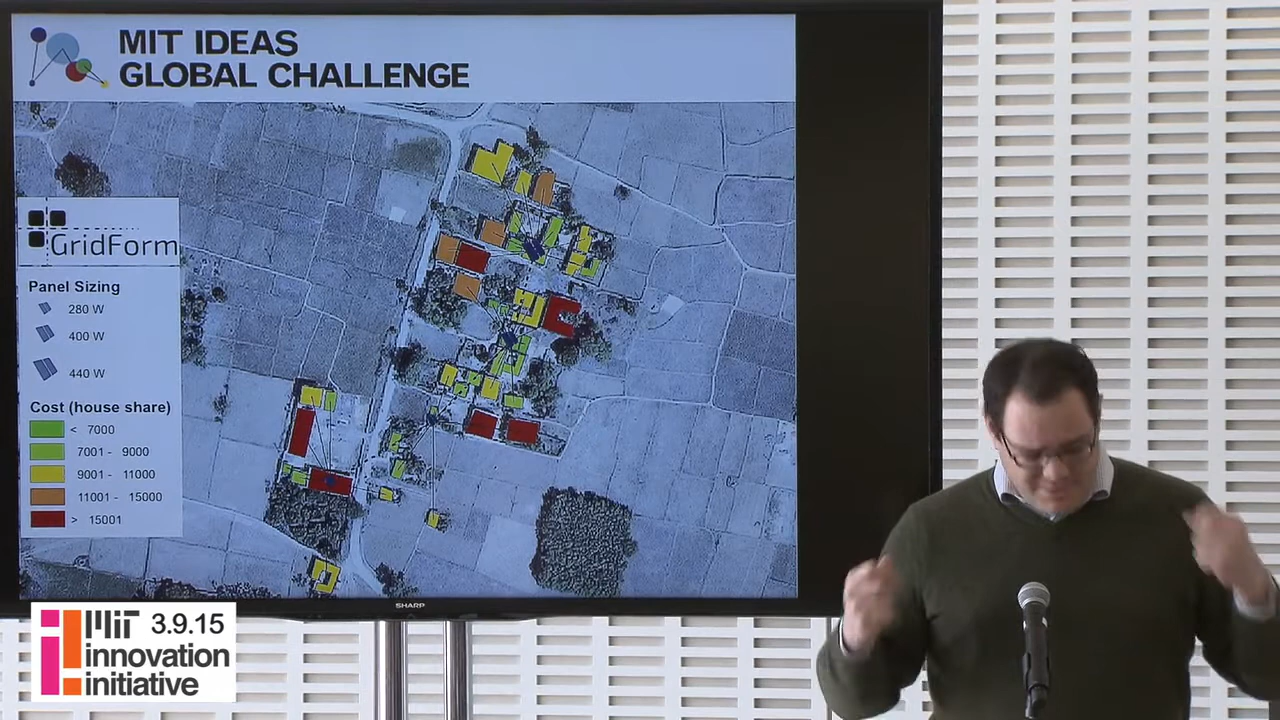 MIT IDEAS
GLOBAL CHALLENGE
GridForm
Panel Sizing
280 W
400 W
440 W
Cost (house share)
< 7000
7001 - 9000
9001 - 11000
11001 - 15000
> 15001
SHARP
MIT 3.9.15
innovation
initiative